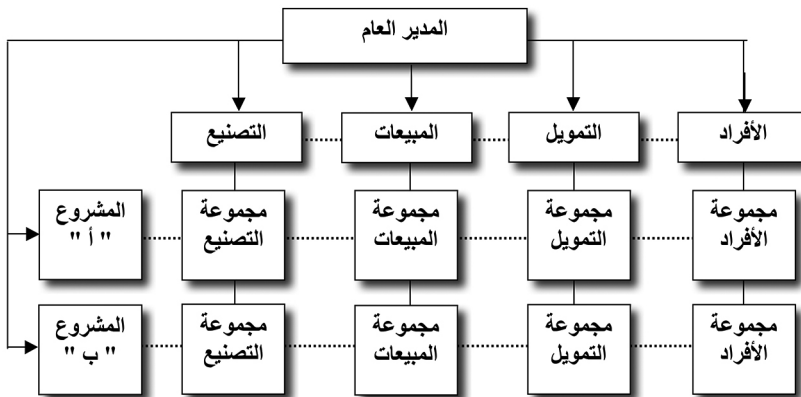 المدير العام
الأفراد
التمويل
المبيعات
التصنيع
المشروع
" أ "
مجموعة
التصنيع
مجموعة
المبيعات
مجموعة
التمويل
مجموعة
الأفراد
المشروع
" ب "
مجموعة
التصنيع
مجموعة
المبيعات
مجموعة
التمويل
مجموعة
الأفراد